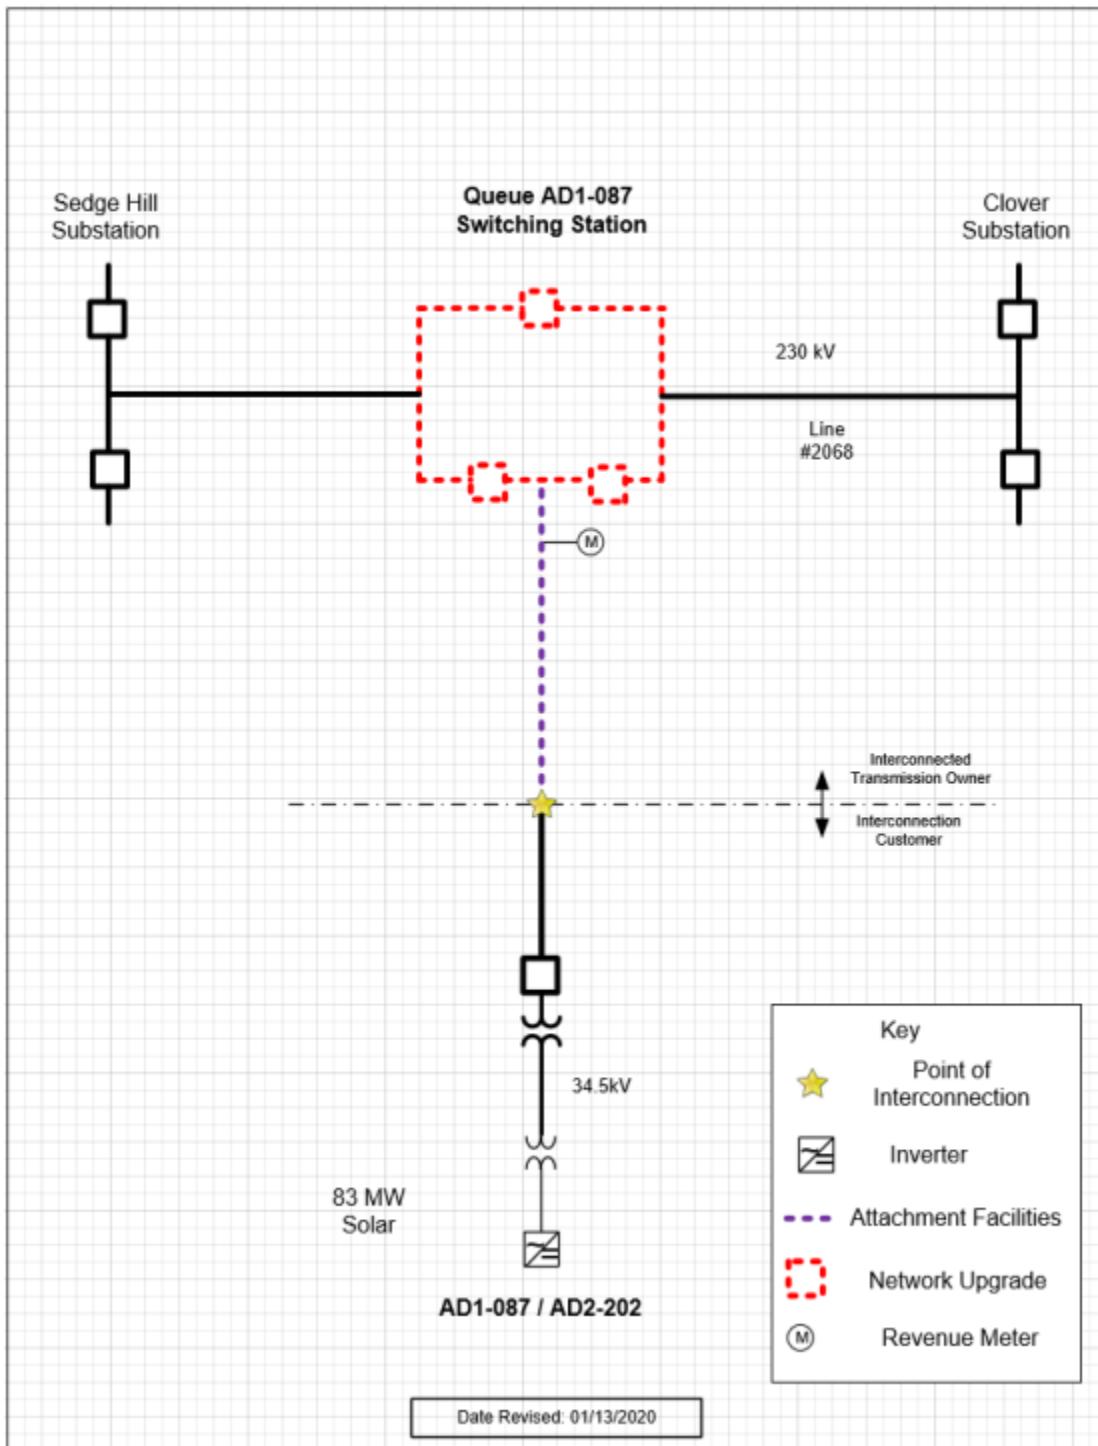 Queue AD1-087
Switching Station
Sedge Hill
Substation
Clover
Substation
230 kV
Line
#2068
M
Interconnected
Transmission Owner
Interconnection
Customer
34.5kV
83 MW
Solar
AD1-087 / AD2-202
Key
Point of
Interconnection
Inverter
Attachment Facilities
Network Upgrade
M
Revenue Meter
Date Revised: 01/13/2020